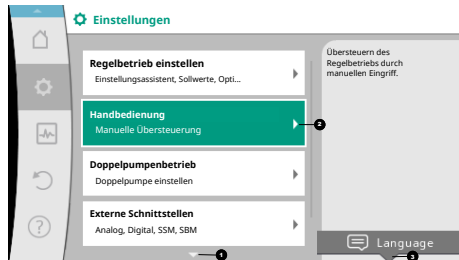 Einstellungen
Regelbetrieb einstellen
Einstellungsassistent, Sollwerte, Opti...
Handbedienung
Manuelle Übersteuerung
2
Doppelpumpenbetrieb
Doppelpumpe einstellen
Externe Schnittstellen
Analog, Digital, SSM, SBM
1
Übersteuern des
Regelbetriebs durch
manuellen Eingriff.
Language
3
?